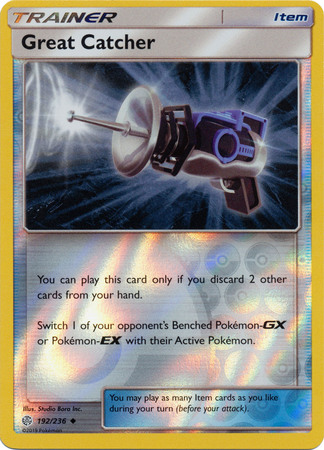 TRAINER
Item
Great Catcher
You can play this card only if you discard 2 other
cards from your hand.
Switch 1 of your opponent's Benched Pokémon-GX
or Pokémon-EX with their Active Pokémon.
Illus. Studio Bora Inc.
192/236
©2019 Pokémon
You may play as many Item cards as you like
during your turn (before your attack).